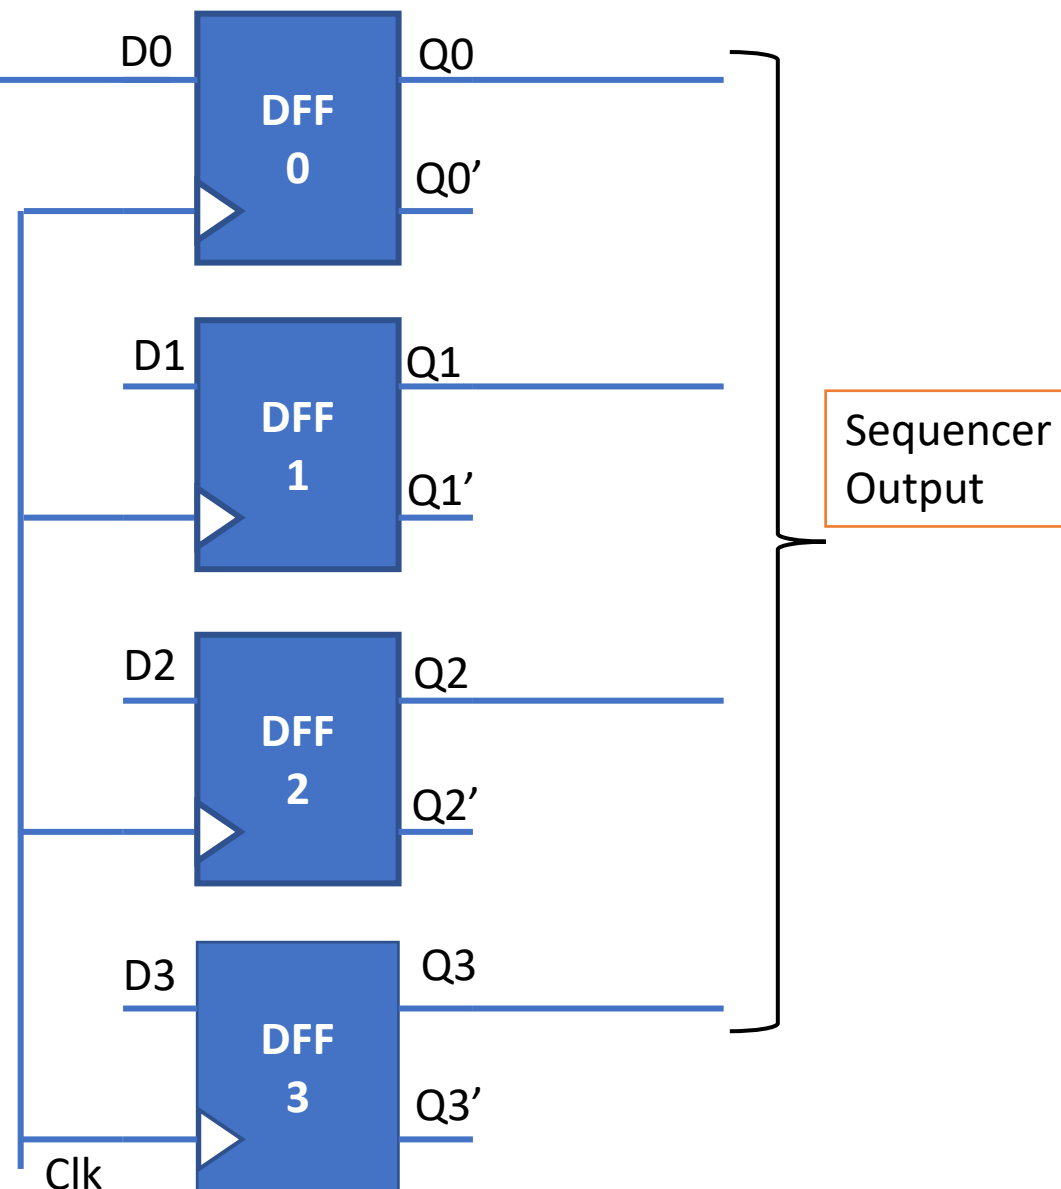 D0
Q0
DFF
0
Q0’
D1
Q1
DFF
1
Q1’
Sequencer
Output
D2
Q2
DFF
2
Q2’
D3
Q3
DFF
3
Q3’
Clk